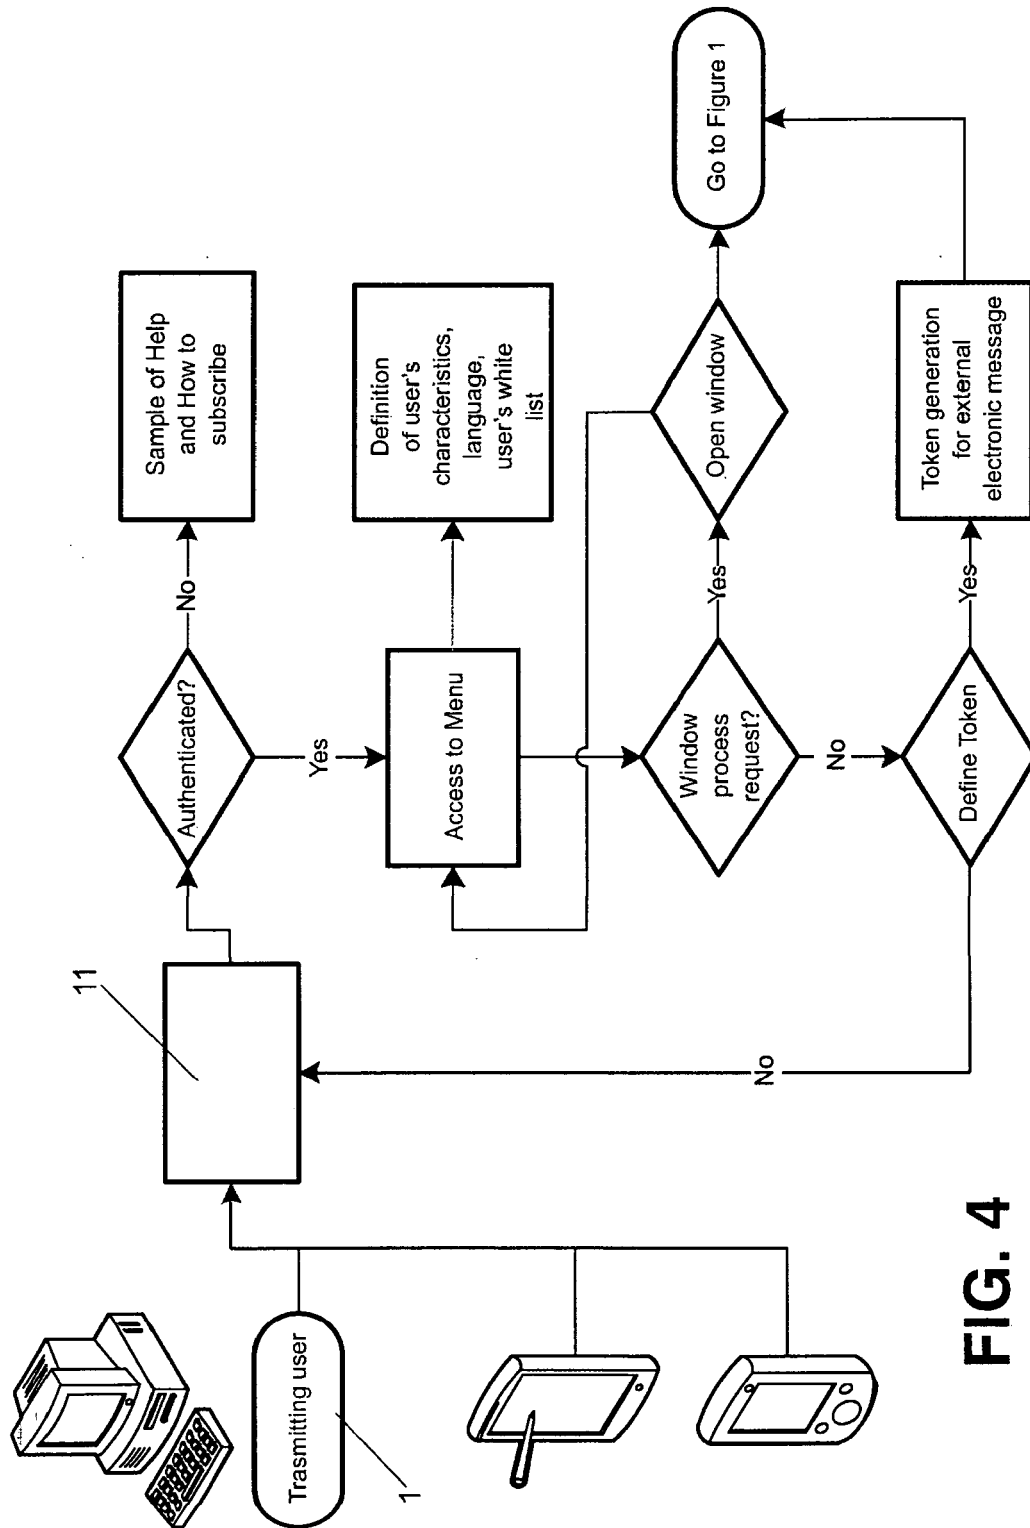 Trasmitting user
1
11
Authenticated?
No
Sample of Help
and How to
subscribe
Yes
Access to Menu
Definition
of user's
characteristics,
language,
user's white
list
Window
process
request?
Yes
Open window
Go to Figure 1
No
Define Token
Yes
Token generation
for external
electronic message
No
FIG. 4